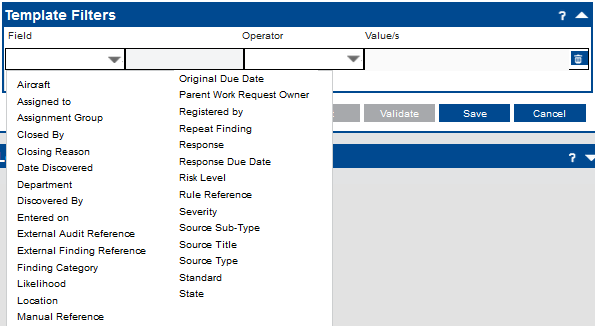 Template Filters ?
Field Operator Value/s
Aircraft
Assigned to
Assignment Group
Closed By
Closing Reason
Date Discovered
Department
Discovered By
Entered on
External Audit Reference
External Finding Reference
Finding Category
Likelihood
Location
Manual Reference
Original Due Date
Parent Work Request Owner
Registered by
Repeat Finding
Response
Response Due Date
Risk Level
Rule Reference
Severity
Source Sub-Type
Source Title
Source Type
Standard
State
Validate Save Cancel
?